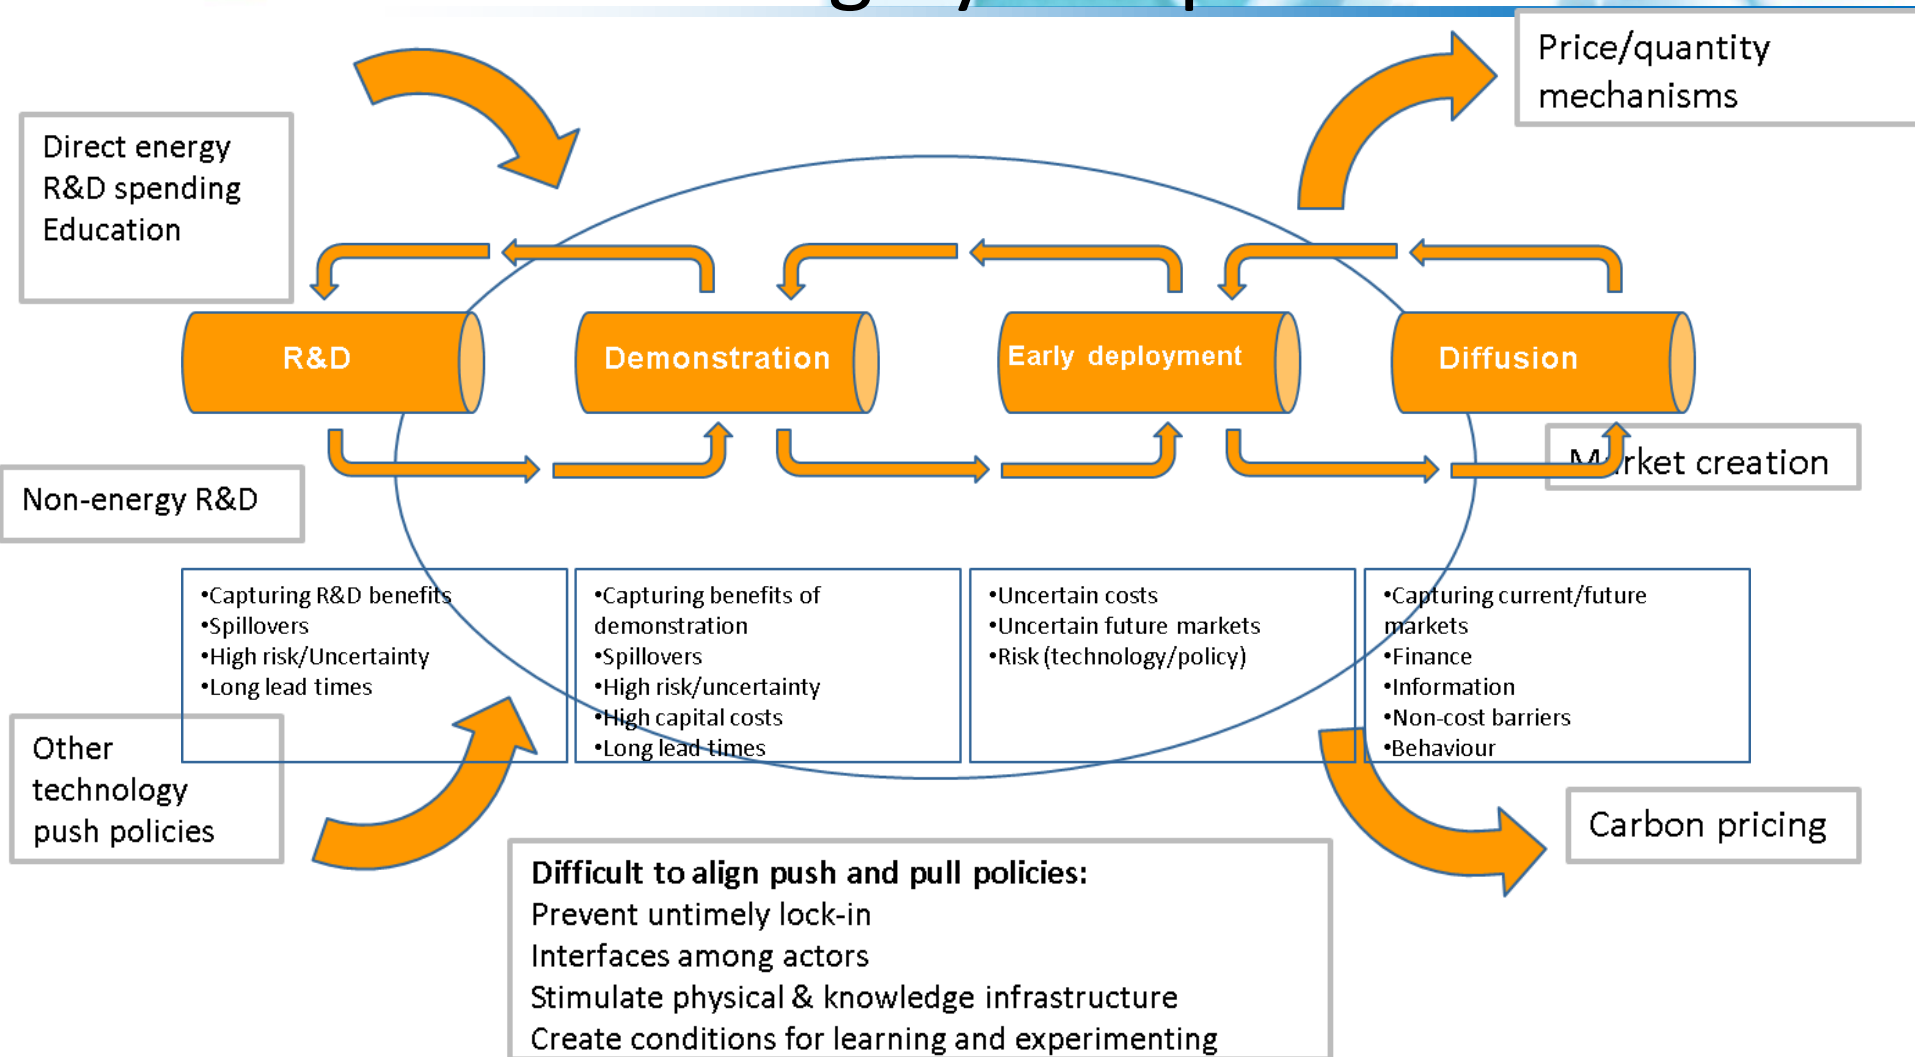 Price/quantity
mechanisms
Direct energy
R&D spending
Education
R&D
Demonstration
Early deployment
Diffusion
Market creation
Non-energy R&D
•Capturing R&D benefits
•Spillovers
•High risk/Uncertainty
•Long lead times
•Capturing benefits of
demonstration
•Spillovers
•High risk/uncertainty
•High capital costs
•Long lead times
•Uncertain costs
•Uncertain future markets
•Risk (technology/policy)
•Capturing current/future
markets
•Finance
•Information
•Non-cost barriers
•Behaviour
Other
technology
push policies
Carbon pricing
Difficult to align push and pull policies:
Prevent untimely lock-in
Interfaces among actors
Stimulate physical & knowledge infrastructure
Create conditions for learning and experimenting